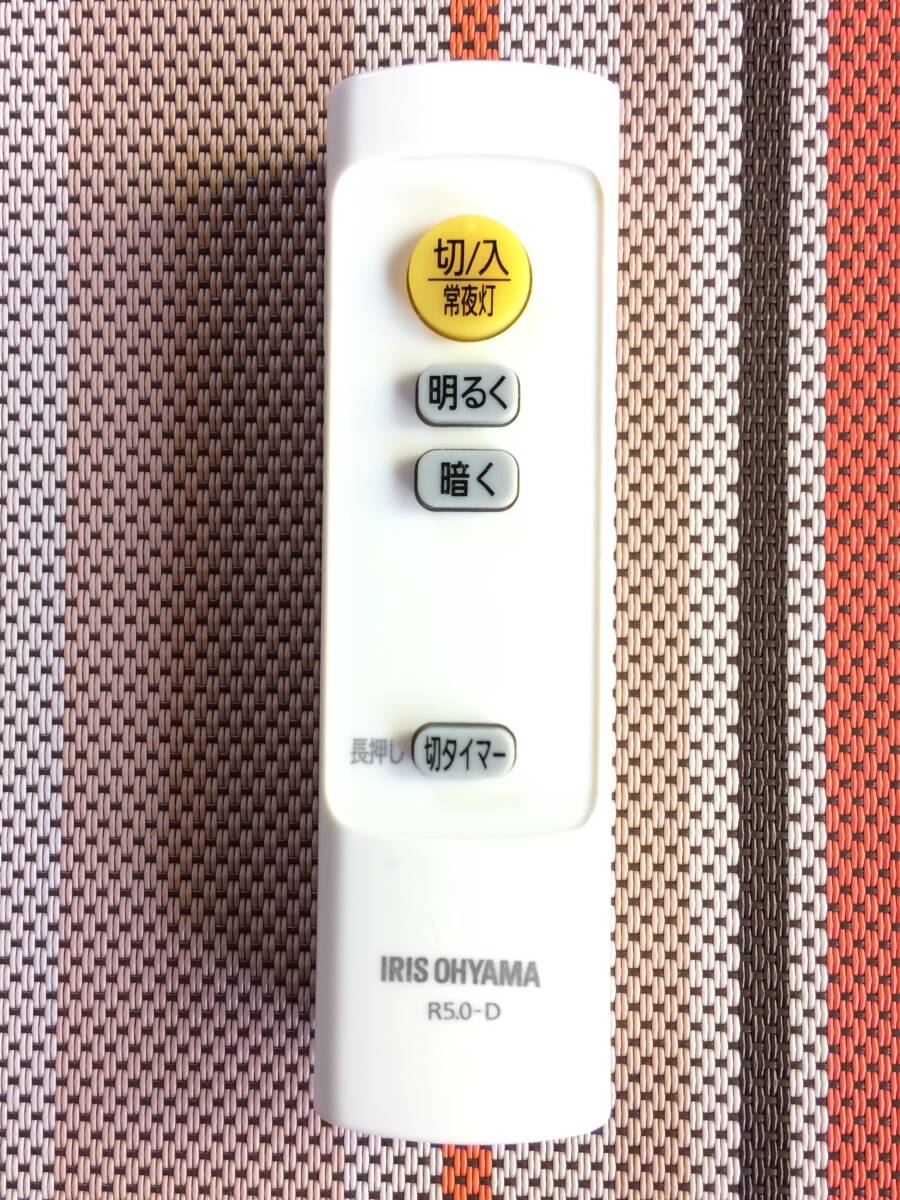 切/入
常夜灯
明るく
暗く
長押し 切タイマー
IRIS OHYAMA
R5.0-D